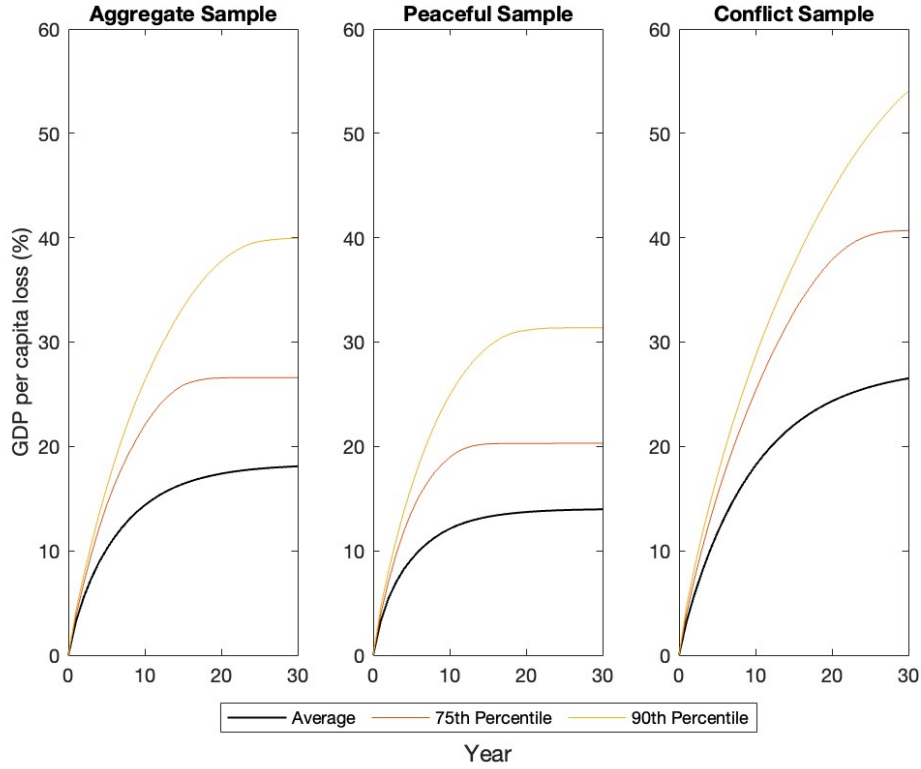 Aggregate Sample
Peaceful Sample
Conflict Sample
GDP per capita loss (%)
60
50
40
30
20
10
0
0 10 20 30
60
50
40
30
20
10
0
0 10 20 30
60
50
40
30
20
10
0
0 10 20 30
Average 75th Percentile 90th Percentile
Year